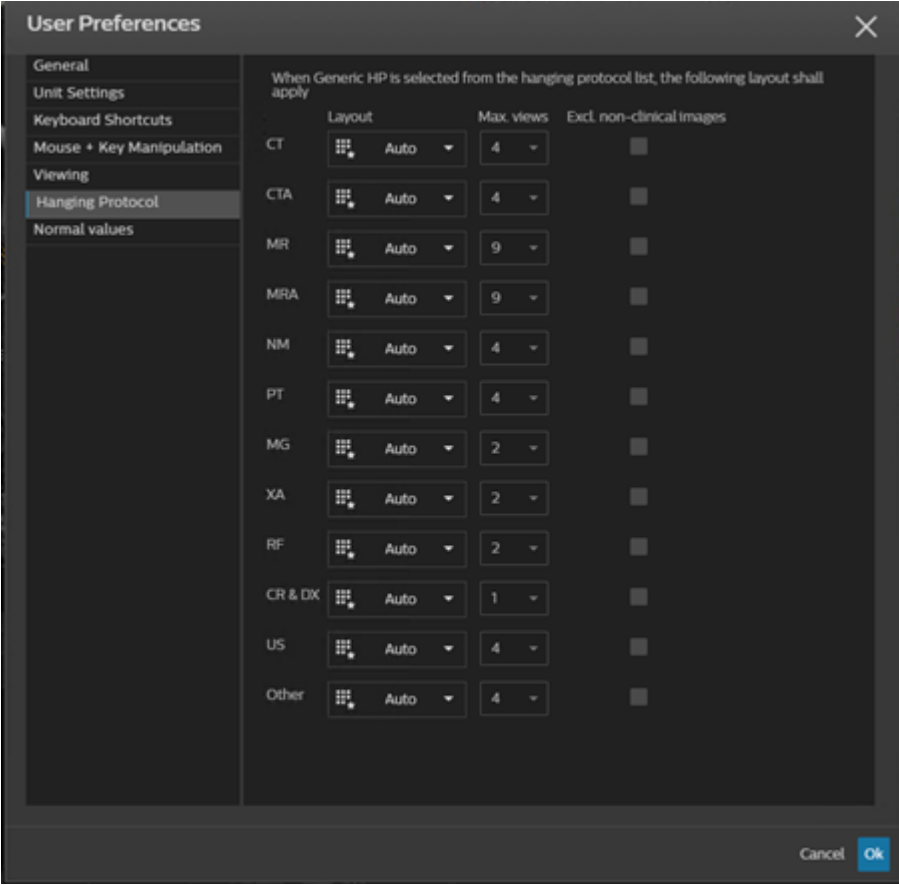 User Preferences
General
Unit Settings
Keyboard Shortcuts
Mouse + Key Manipulation
Viewing
Hanging Protocol
Normal values
When Generic HP is selected from the hanging protocol list, the following layout shall
apply
Layout Max. views Excl. non-clinical images
CT Auto 4
CTA Auto 4
MR Auto 9
MRA Auto 9
NM Auto 4
PT Auto 4
MG Auto 2
XA Auto 2
RF Auto 2
CR & DX Auto 1
US Auto 4
Other Auto 4
Cancel Ok